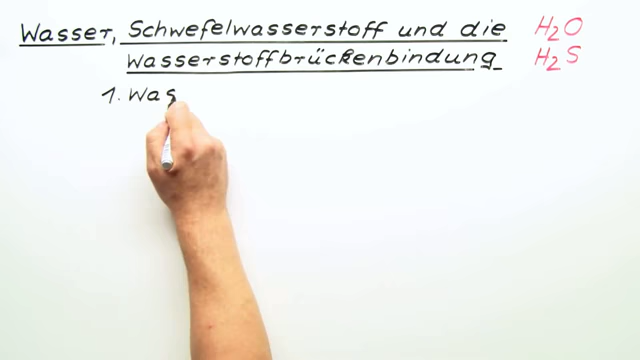 Wasser, Schwefelwasserstoff und die H₂O
Wasserstoffbrückenbindung H₂S
1. Was